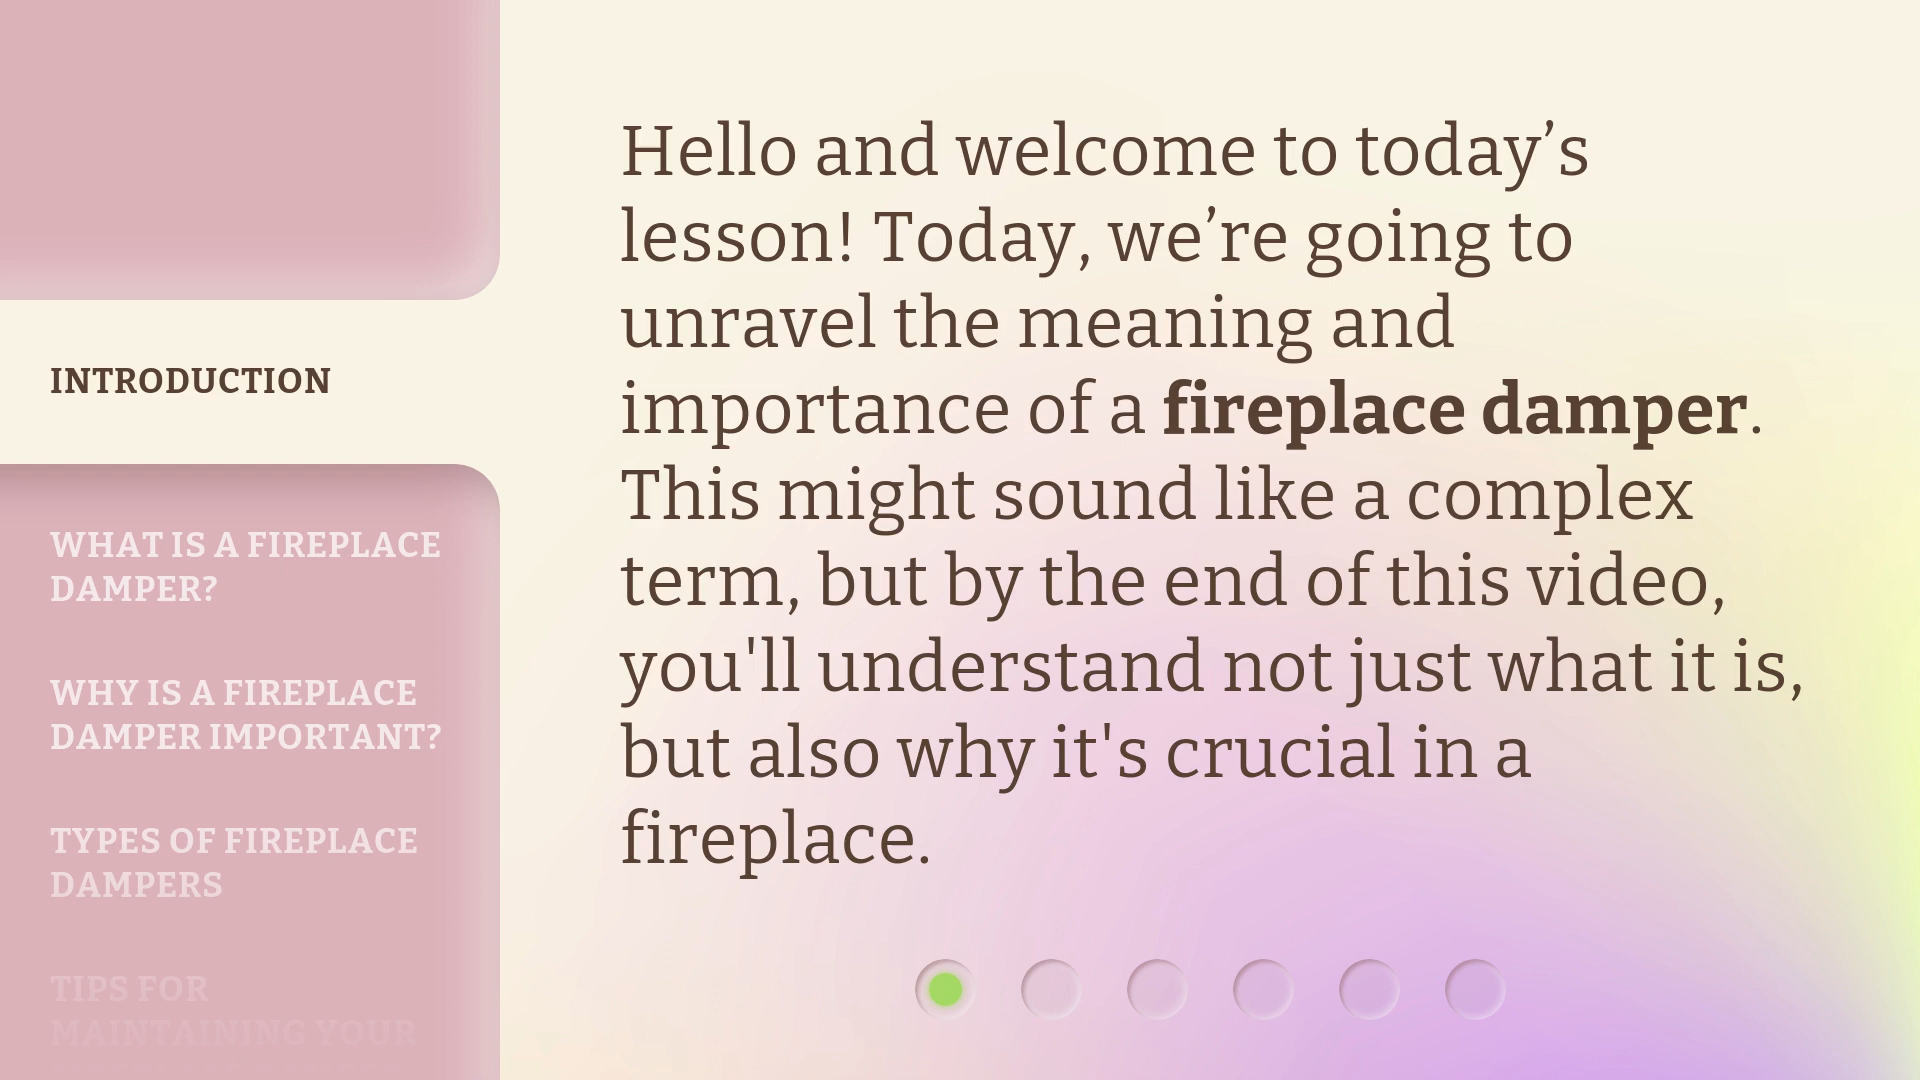 INTRODUCTION
WHAT IS A FIREPLACE
DAMPER?
WHY IS A FIREPLACE
DAMPER IMPORTANT?
TYPES OF FIREPLACE
DAMPERS
TIPS FOR
MAINTAINING YOUR
Hello and welcome to today’s
lesson! Today, we’re going to
unravel the meaning and
importance of a fireplace damper.
This might sound like a complex
term, but by the end of this video,
you'll understand not just what it is,
but also why it's crucial in a
fireplace.